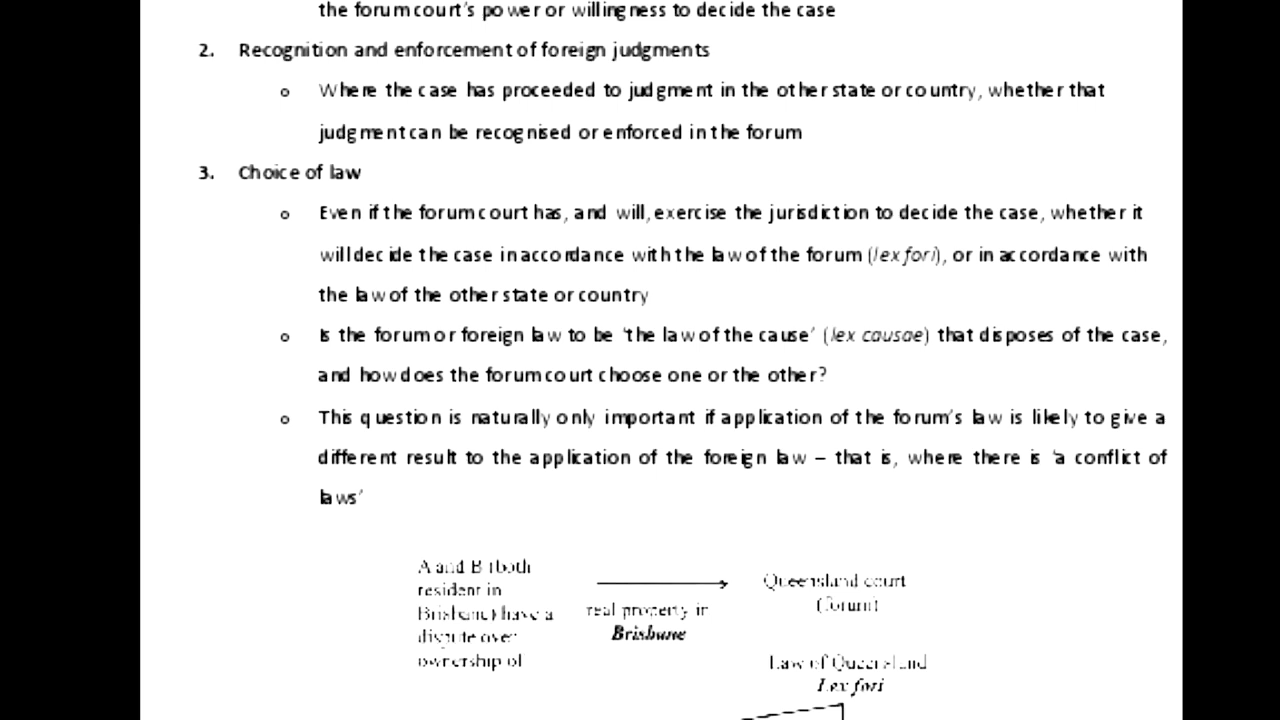 the forum court's power or willingness to decide the case
2. Recognition and enforcement of foreign judgments
o Where the case has proceeded to judgment in the other state or country, whether that
judgment can be recognised or enforced in the forum
3. Choice of law
o Even if the forum court has, and will, exercise the jurisdiction to decide the case, whether it
will decide the case in accordance with the law of the forum (lex fori), or in accordance with
the law of the other state or country
o Is the forum or foreign law to be 'the law of the cause' (lex causae) that disposes of the case,
and how does the forum court choose one or the other?
o This question is naturally only important if application of the forum's law is likely to give a
different result to the application of the foreign law – that is, where there is 'a conflict of
laws'
A and B (both
resident in
Brisbane) have a
dispute over
ownership of
real property in
Brisbane
Queensland court
(forum)
Law of Queensland
Lex fori